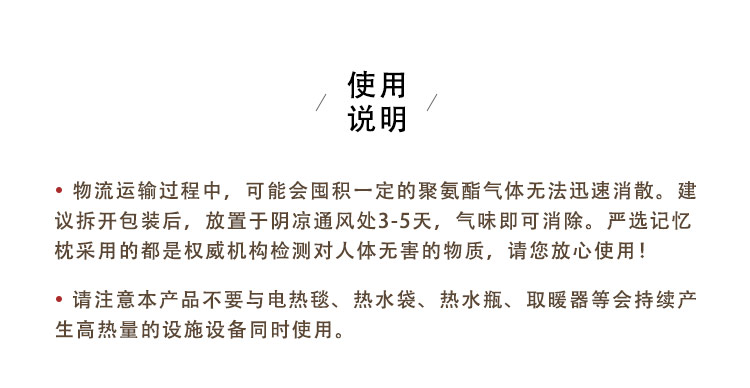 使用
说明
• 物流运输过程中，可能会囤积一定的聚氨酯气体无法迅速消散。建
议拆开包装后，放置于阴凉通风处3-5天，气味即可消除。严选记忆
枕采用的都是权威机构检测对人体无害的物质，请您放心使用！
• 请注意本产品不要与电热毯、热水袋、热水瓶、取暖器等会持续产
生高热量的设施设备同时使用。